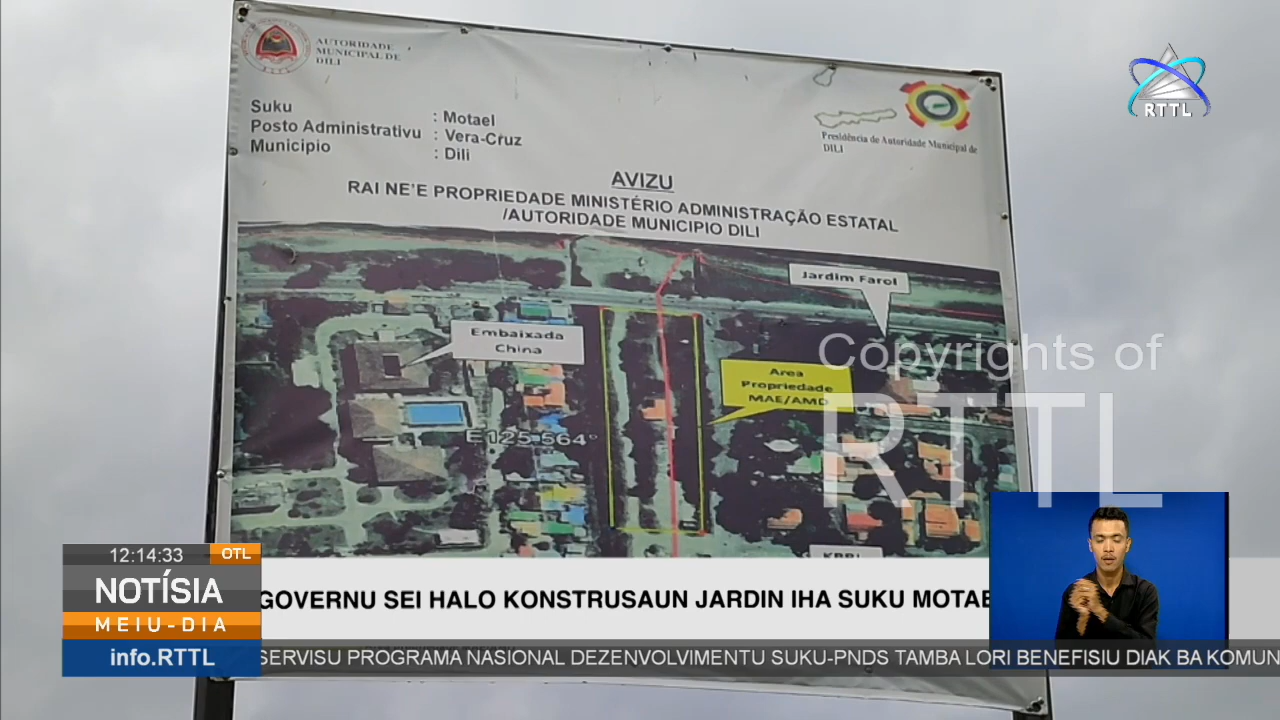 AUTORIDADE
MUNICIPAL DE
DILI
Suku : Motael
Posto Administrativu : Vera-Cruz
Municipio : Dili
Presidência de Autoridade Municipal de
DILI
AVIZU
RAI NE'E PROPRIEDADE MINISTÉRIO ADMINISTRAÇÃO ESTATAL
/AUTORIDADE MUNICIPIO DILI
Jardim Farol
Embaixada
China
Area
Propriedade
MAE/AMD
E125.564°
RTTL
Copyrights of
RTTL
12:14:33 OTL
NOTÍSIA
MEIU-DIA
GOVERNU SEI HALO KONSTRUSAUN JARDIN IHA SUKU MOTAE
info.RTTL
SERVISU PROGRAMA NASIONAL DEZENVOLVIMENTU SUKU-PNDS TAMBA LORI BENEFISIU DIAK BA KOMUN